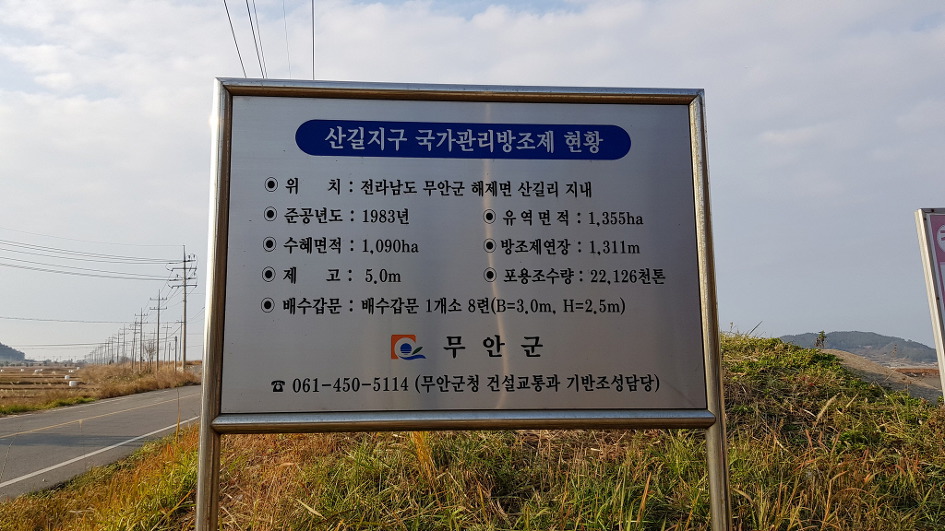 산길지구 국가관리방조제 현황
◉ 위 치 : 전라남도 무안군 해제면 산길리 지내
◉ 준공년도 : 1983년 ◉ 유역면적 : 1,355ha
◉ 수혜면적 : 1,090ha ◉ 방조제연장 : 1,311m
◉ 제 고 : 5.0m ◉ 포용조수량 : 22,126천톤
◉ 배수갑문 : 배수갑문 1개소 8련(B=3.0m, H=2.5m)
무안군
☎ 061-450-5114 (무안군청 건설교통과 기반조성담당)